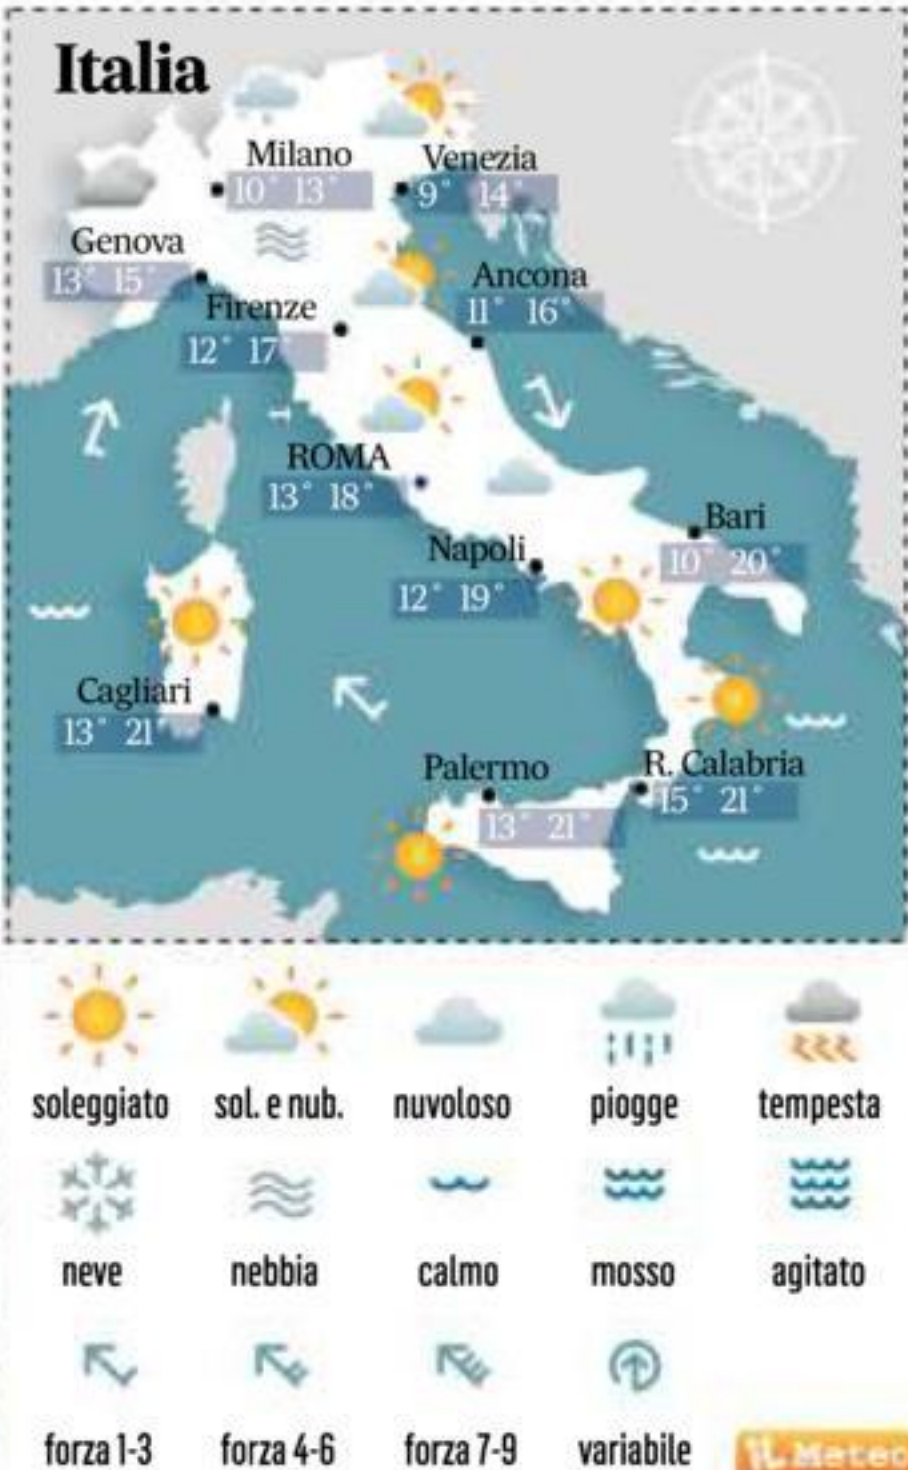 Italia
Milano
10° 13°
Venezia
9° 14°
Genova
13° 15°
Ancona
11° 16°
Firenze
12° 17°
ROMA
13° 18°
Bari
10° 20°
Napoli
12° 19°
Cagliari
13° 21°
Palermo
13° 21°
R. Calabria
15° 21°
soleggiato sol. e nub. nuvoloso piogge tempesta
neve nebbia calmo mosso agitato
forza 1-3 forza 4-6 forza 7-9 variabile